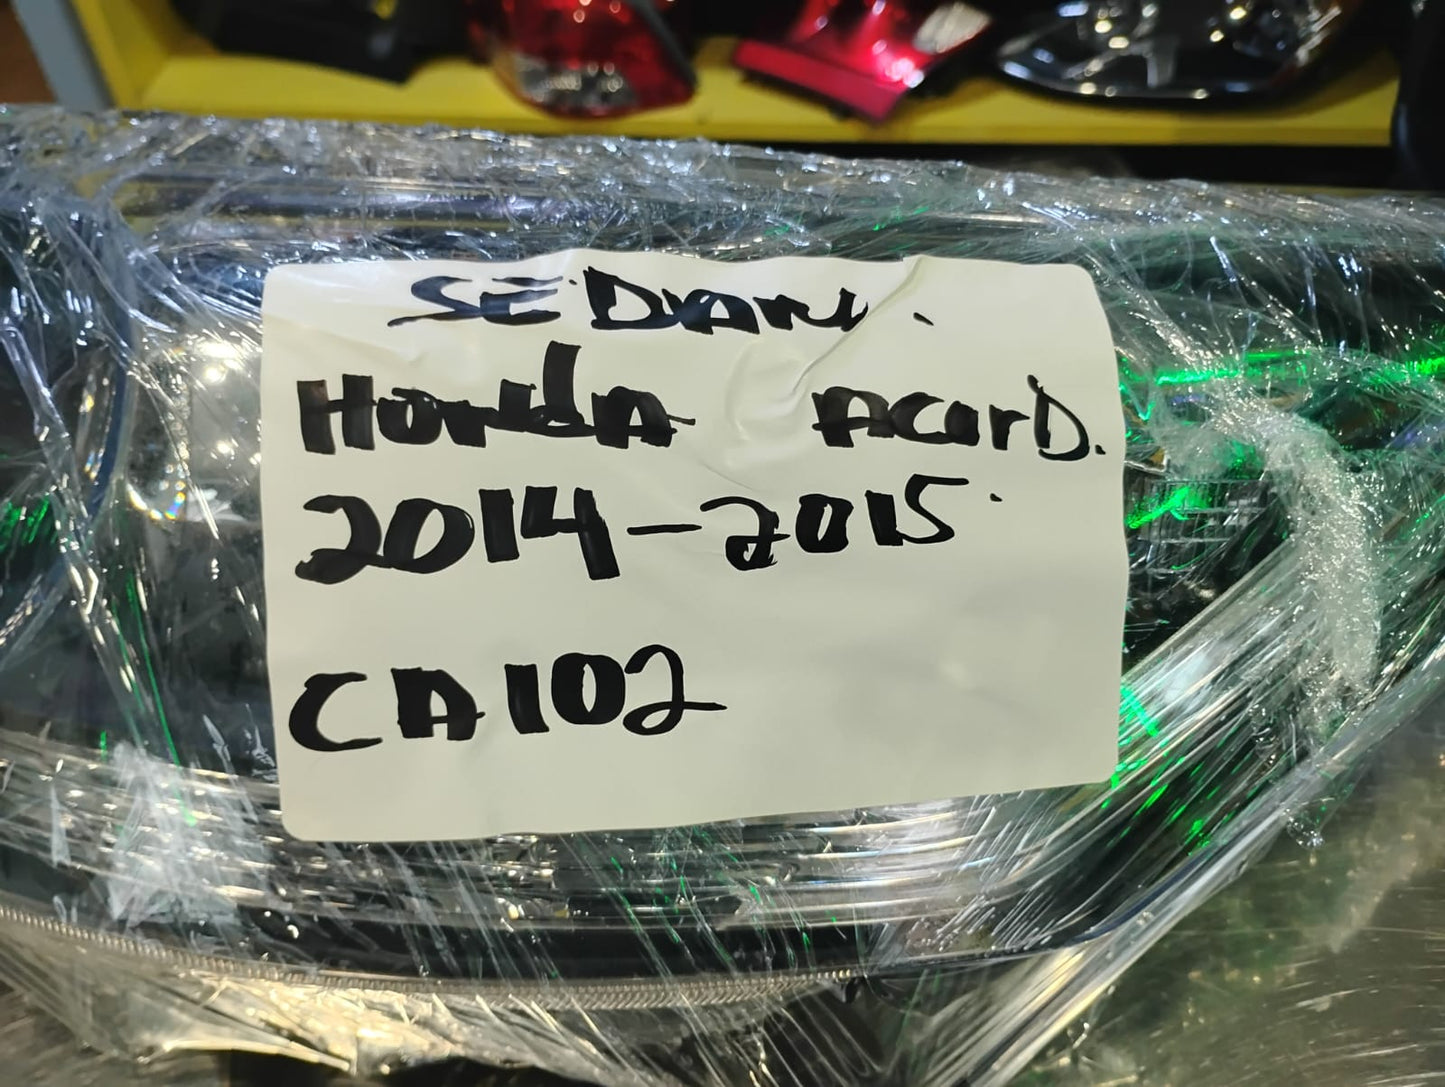 SEDAN.
HONdA ACorD.
2014-2015
CA102